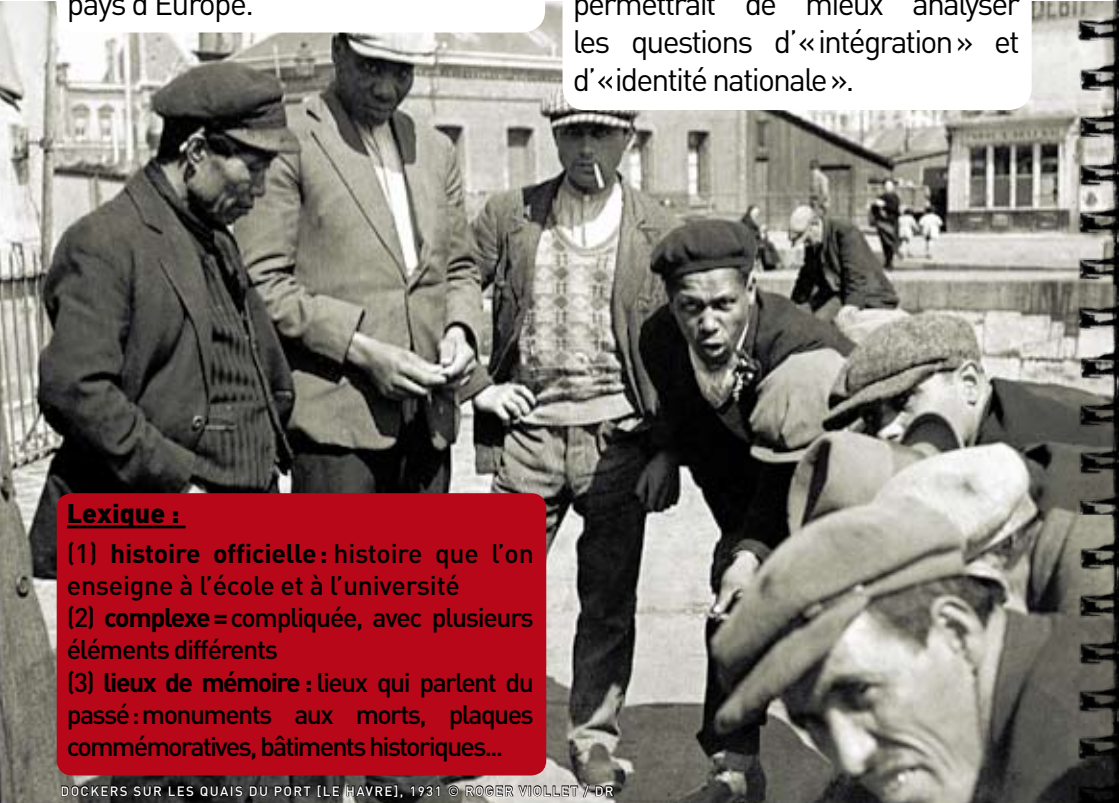 pays d'Europe.
permettrait de mieux analyser
les questions d'«intégration» et
d'«identité nationale».
Lexique :
(1) histoire officielle : histoire que l'on
enseigne à l'école et à l'université
(2) complexe = compliquée, avec plusieurs
éléments différents
(3) lieux de mémoire : lieux qui parlent du
passé : monuments aux morts, plaques
commémoratives, bâtiments historiques...
DOCKERS SUR LES QUAIS DU PORT [LE HAVRE], 1931 © ROGER VIOLLET / DR